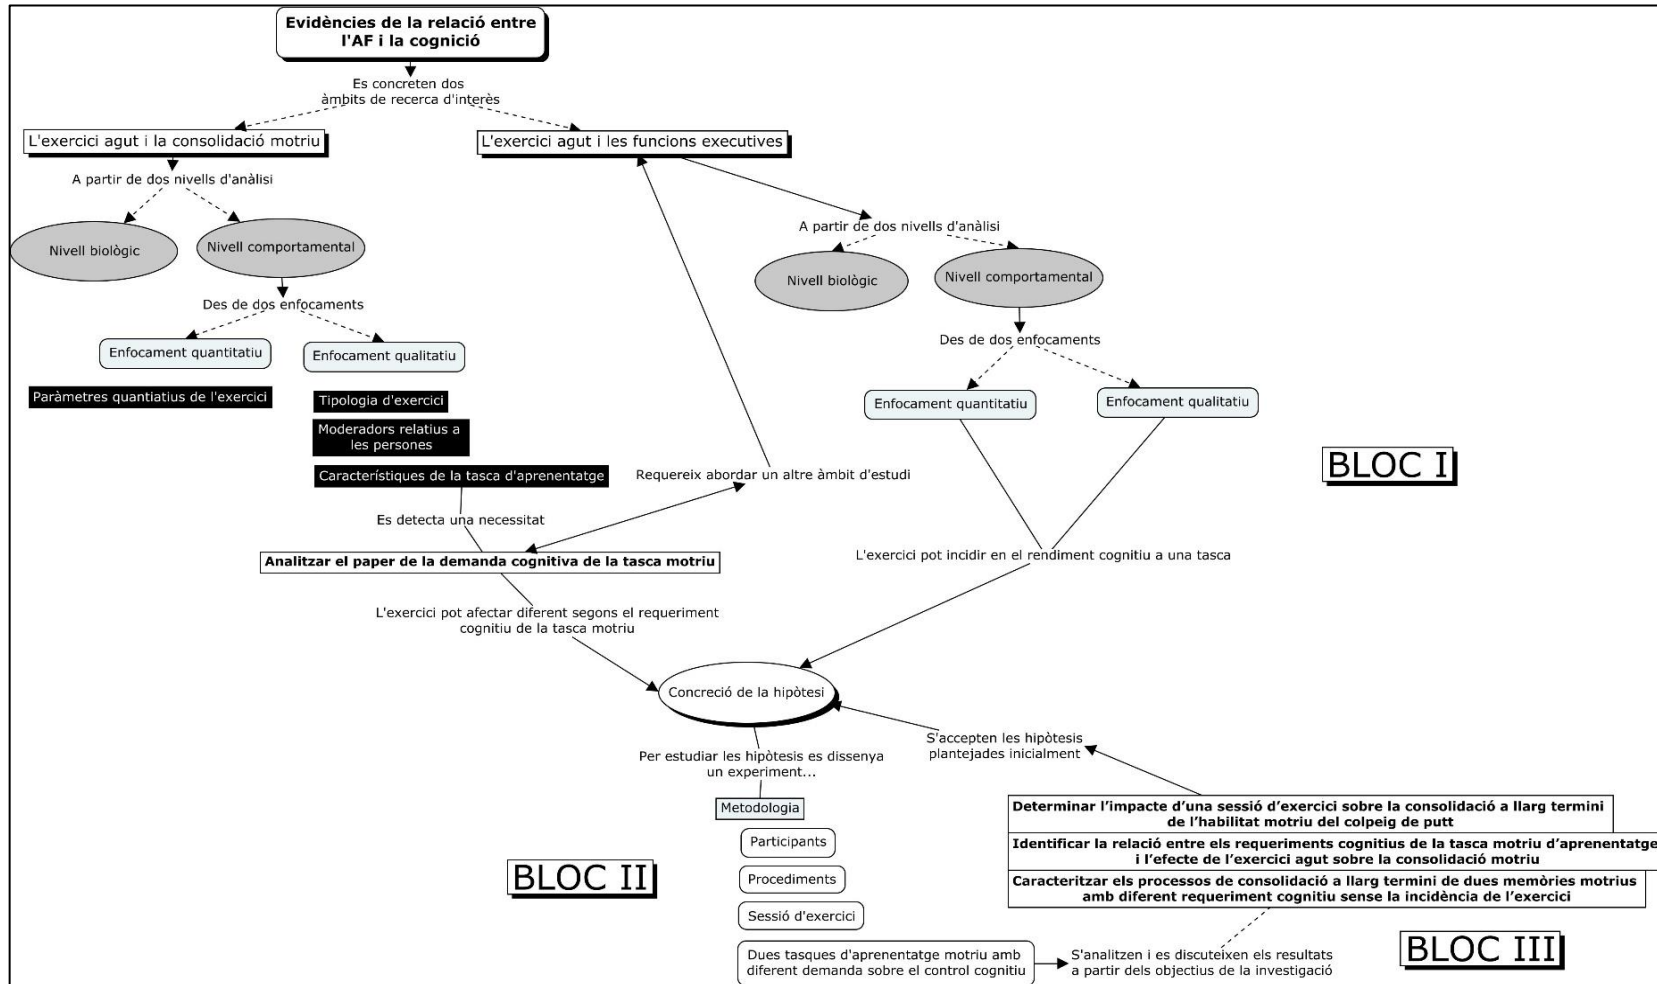 Evidències de la relació entre
l'AF i la cognició
Es concreten dos
àmbits de recerca d'interès
L'exercici agut i la consolidació motriu
L'exercici agut i les funcions executives
A partir de dos nivells d'anàlisi
Nivell biològic
Nivell comportamental
Des de dos enfocaments
Enfocament quantitatiu
Enfocament qualitatiu
Paràmetres quantiatius de l'exercici
Tipologia d'exercici
Moderadors relatius a
les persones
Característiques de la tasca d'aprenentatge
Es detecta una necessitat
Analitzar el paper de la demanda cognitiva de la tasca motriu
L'exercici pot afectar diferent segons el requeriment
cognitiu de la tasca motriu
Requereix abordar un altre àmbit d'estudi
A partir de dos nivells d'anàlisi
Nivell biològic
Nivell comportamental
Des de dos enfocaments
Enfocament quantitatiu
Enfocament qualitatiu
BLOC I
L'exercici pot incidir en el rendiment cognitiu a una tasca
Concreció de la hipòtesi
Per estudiar les hipòtesis es dissenya
un experiment...
Metodologia
Participants
Procediments
Sessió d'exercici
Dues tasques d'aprenentatge motriu amb
diferent demanda sobre el control cognitiu
BLOC II
S'accepten les hipòtesis
plantejades inicialment
Determinar l’impacte d’una sessió d’exercici sobre la consolidació a llarg termini
de l’habilitat motriu del colpeig de putt
Identificar la relació entre els requeriments cognitius de la tasca motriu d’aprenentatge
i l’efecte de l’exercici agut sobre la consolidació motriu
Caracteritzar els processos de consolidació a llarg termini de dues memòries motrius
amb diferent requeriment cognitiu sense la incidència de l’exercici
S'analitzen i es discuteixen els resultats
a partir dels objectius de la investigació
BLOC III